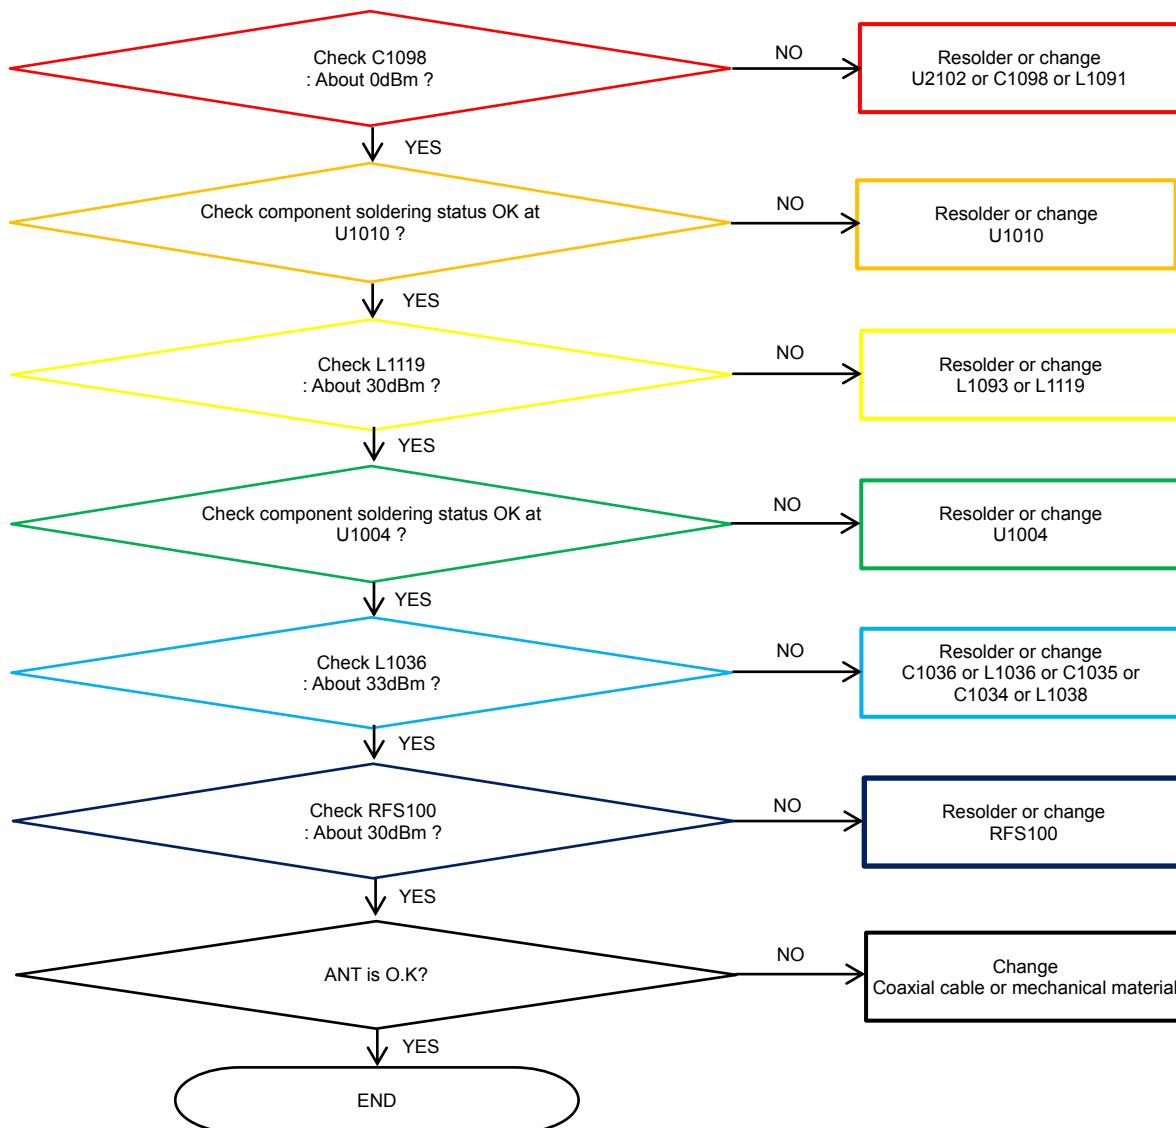 Check C1098
: About 0dBm ?
NO
Resolder or change
U2102 or C1098 or L1091
YES
Check component soldering status OK at
U1010 ?
NO
Resolder or change
U1010
YES
Check L1119
: About 30dBm ?
NO
Resolder or change
L1093 or L1119
YES
Check component soldering status OK at
U1004 ?
NO
Resolder or change
U1004
YES
Check L1036
: About 33dBm ?
NO
Resolder or change
C1036 or L1036 or C1035 or
C1034 or L1038
YES
Check RFS100
: About 30dBm ?
NO
Resolder or change
RFS100
YES
ANT is O.K?
NO
Change
Coaxial cable or mechanical material
YES
END